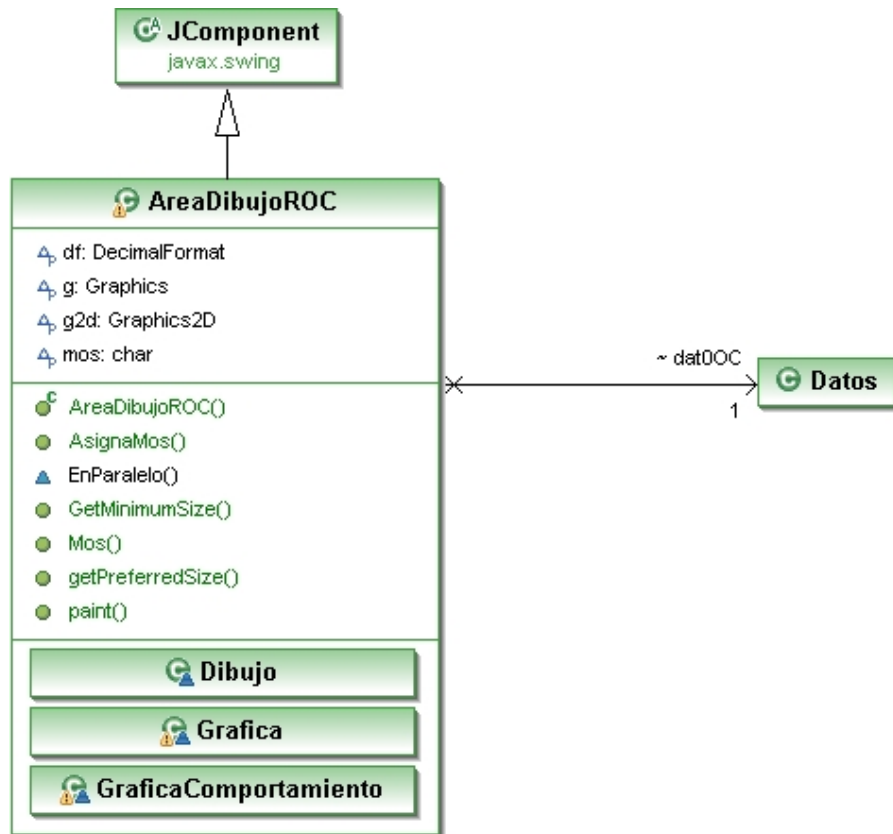 JComponent
javax.swing
AreaDibujoROC
df: DecimalFormat
g: Graphics
g2d: Graphics2D
mos: char
AreaDibujoROC()
AsignaMos()
EnParalelo()
GetMinimumSize()
Mos()
getPreferredSize()
paint()
Dibujo
Grafica
GraficaComportamiento
~ dat0OC
1
Datos